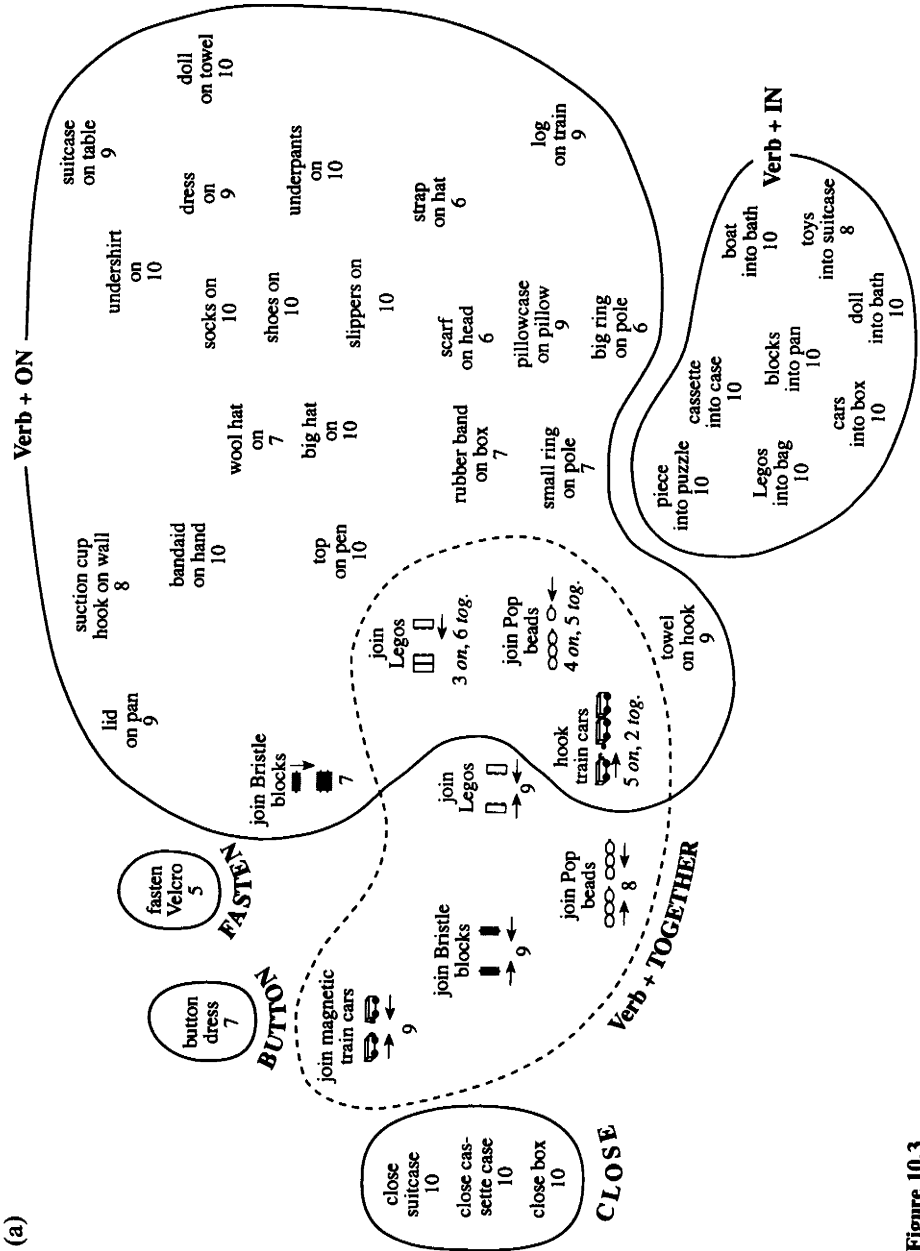 (a)
Verb + ON
suitcase
on table
9
doll
on towel
10
undershirt
on
10
dress
on
9
underpants
on
10
socks on
10
shoes on
10
slippers on
10
strap
on hat
6
log
on train
9
scarf
on head
6
pillowcase
on pillow
9
big ring
on pole
6
wool hat
on
7
big hat
on
10
rubber band
on box
7
small ring
on pole
7
suction cup
hook on wall
8
bandaid
on hand
10
top
on pen
10
lid
on pan
9
join Bristle
blocks
7
join
Legos
3 on, 6 tog.
join Pop
beads
4 on, 5 tog.
hook
train cars
5 on, 2 tog.
towel
on hook
9
join
Legos
9
join Pop
beads
8
join Bristle
blocks
9
join magnetic
train cars
9
Verb + TOGETHER
fasten
Velcro
5
FASTEN
button
dress
7
BUTTON
close
suitcase
10
close cas-
sette case
10
close box
10
CLOSE
Verb + IN
boat
into bath
10
toys
into suitcase
8
cassette
into case
10
blocks
into pan
10
doll
into bath
10
piece
into puzzle
10
Legos
into bag
10
cars
into box
10
Figure 10.3